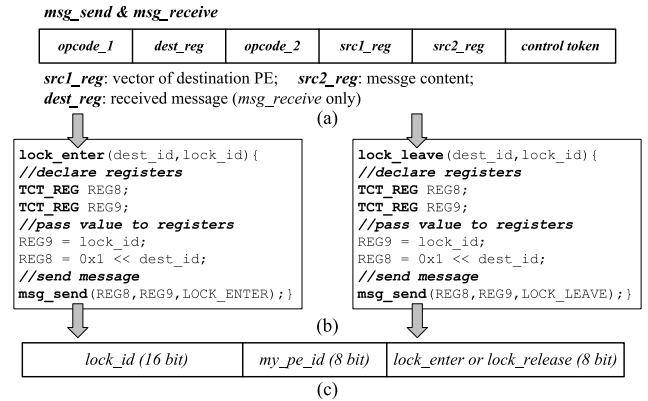 msg_send & msg_receive
opcode_1 dest_reg opcode_2 src1_reg src2_reg control token
src1_reg: vector of destination PE; src2_reg: messge content;
dest_reg: received message (msg_receive only)
(a)
lock_enter(dest_id,lock_id){
//declare registers
TCT_REG REG8;
TCT_REG REG9;
//pass value to registers
REG9 = lock_id;
REG8 = 0x1 << dest_id;
//send message
msg_send(REG8,REG9,LOCK_ENTER);}
lock_leave(dest_id,lock_id){
//declare registers
TCT_REG REG8;
TCT_REG REG9;
//pass value to registers
REG9 = lock_id;
REG8 = 0x1 << dest_id;
//send message
msg_send(REG8,REG9,LOCK_LEAVE);}
(b)
lock_id (16 bit) my_pe_id (8 bit) lock_enter or lock_release (8 bit)
(c)